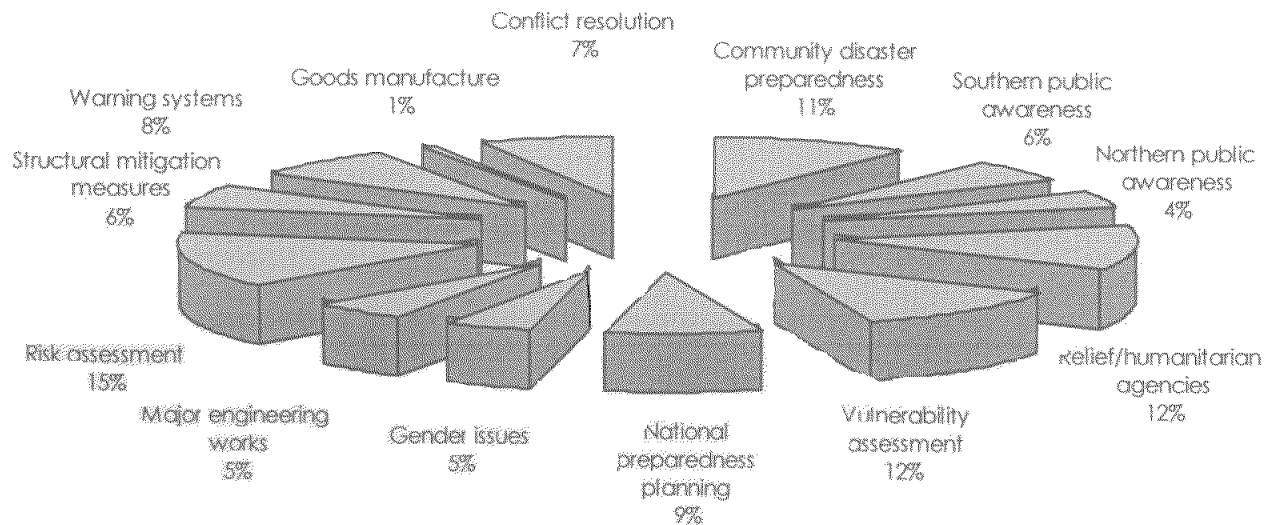 Conflict resolution
7%
Community disaster
preparedness
11%
Southern public
awareness
6%
Northern public
awareness
4%
Relief/humanitarian
agencies
12%
Vulnerability
assessment
12%
National
preparedness
planning
9%
Gender issues
5%
Major engineering
works
5%
Risk assessment
15%
Structural mitigation
measures
6%
Warning systems
8%
Goods manufacture
1%